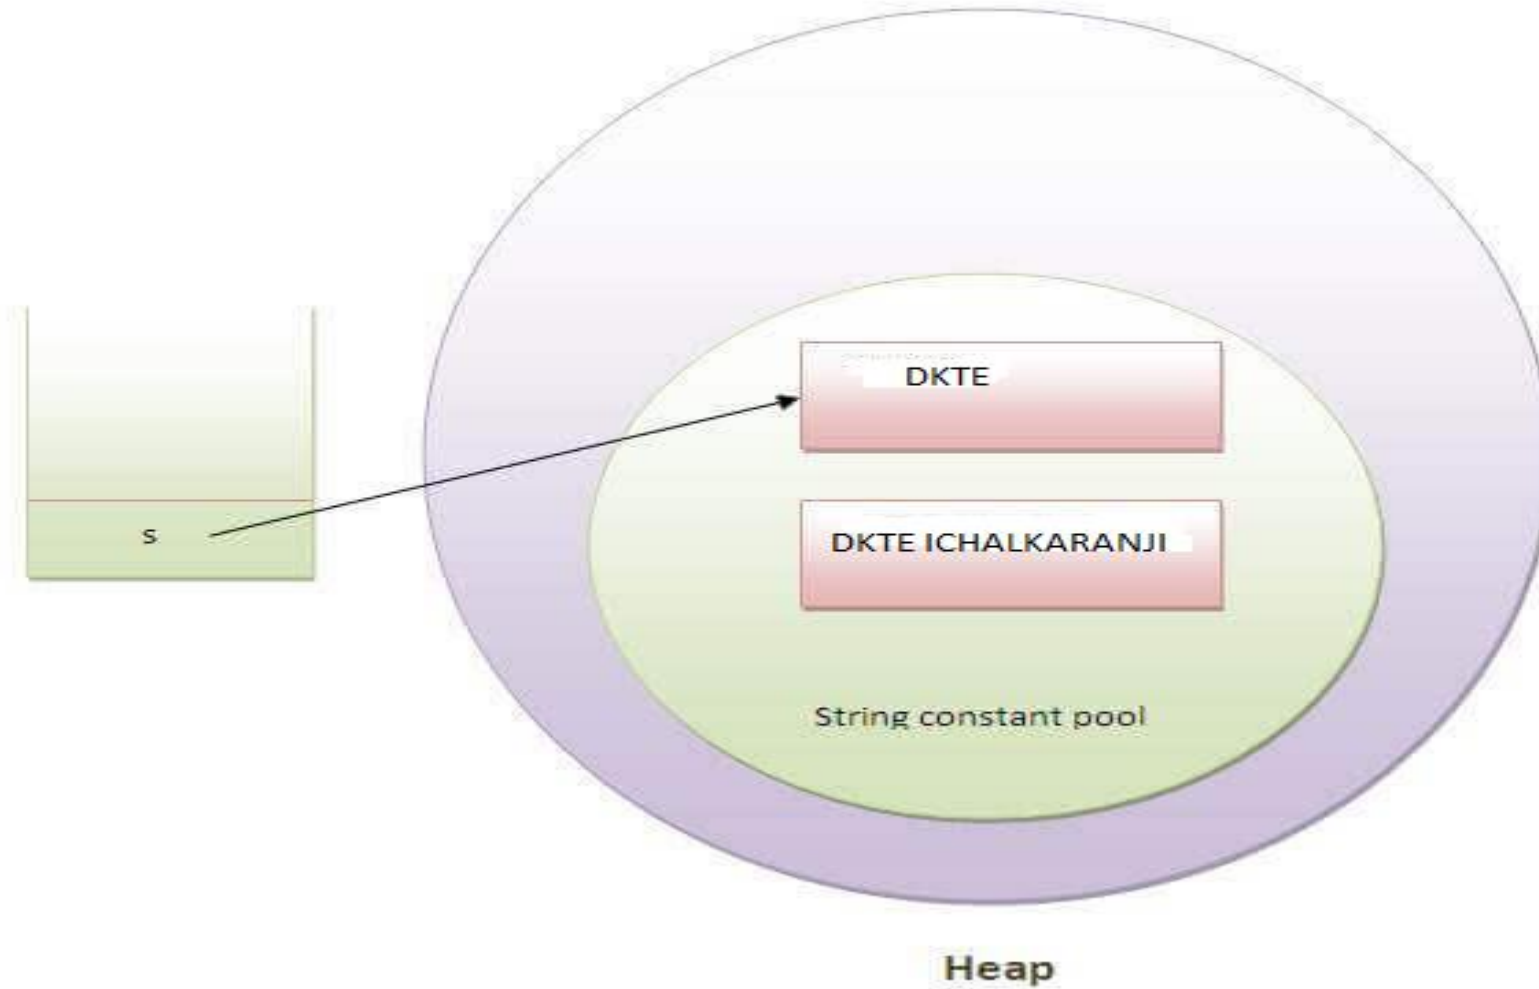 DKTE
s
DKTE ICHALKARANJI
String constant pool
Heap